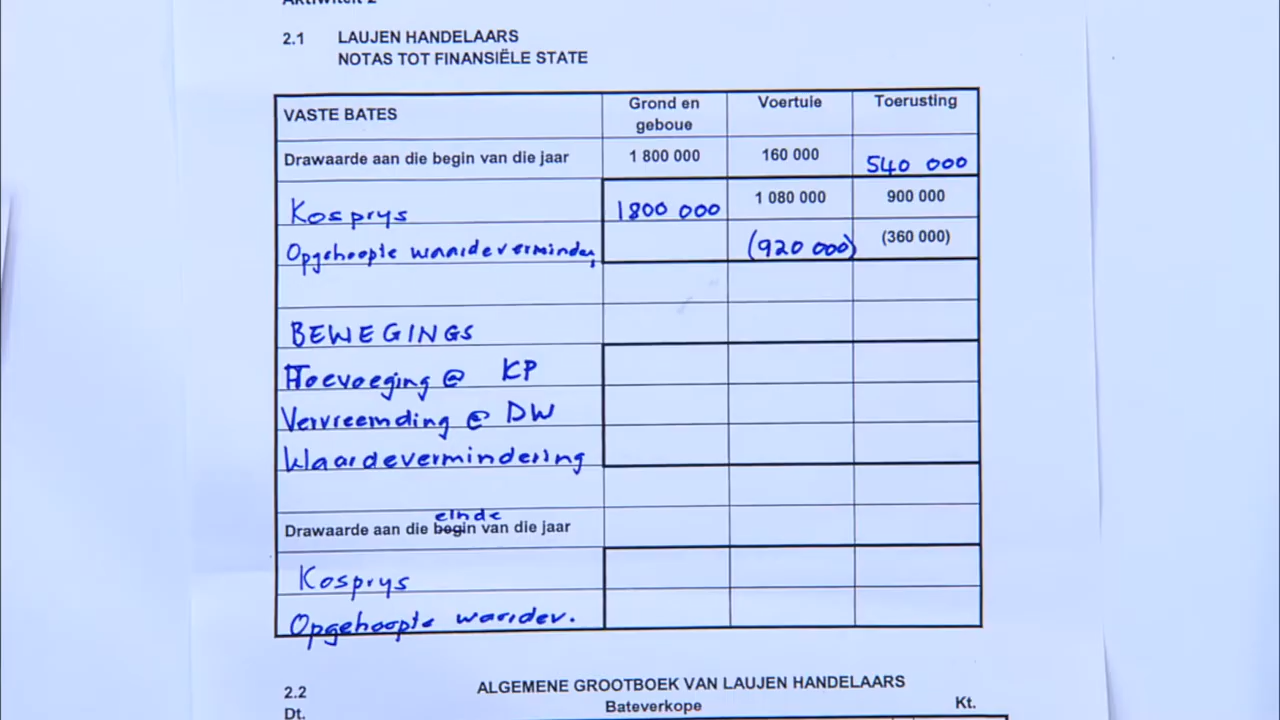 Aktiwiteit 2
2.1 LAUJEN HANDELAARS
NOTAS TOT FINANSIËLE STATE
VASTE BATES Grond en geboue Voertuie Toerusting
Drawaarde aan die begin van die jaar 1 800 000 160 000 540 000
Kosprys 1800 000 1 080 000 900 000
Opgehoopte waardevermindering (920 000) (360 000)
BEWEGINGS
Toevoeging @ KP
Vervreemding @ DW
Waardevermindering
einde
Drawaarde aan die begin van die jaar
Kosprys
Opgehoopte waardev.
2.2 ALGEMENE GROOTBOEK VAN LAUJEN HANDELAARS
Dt. Bateverkope Kt.